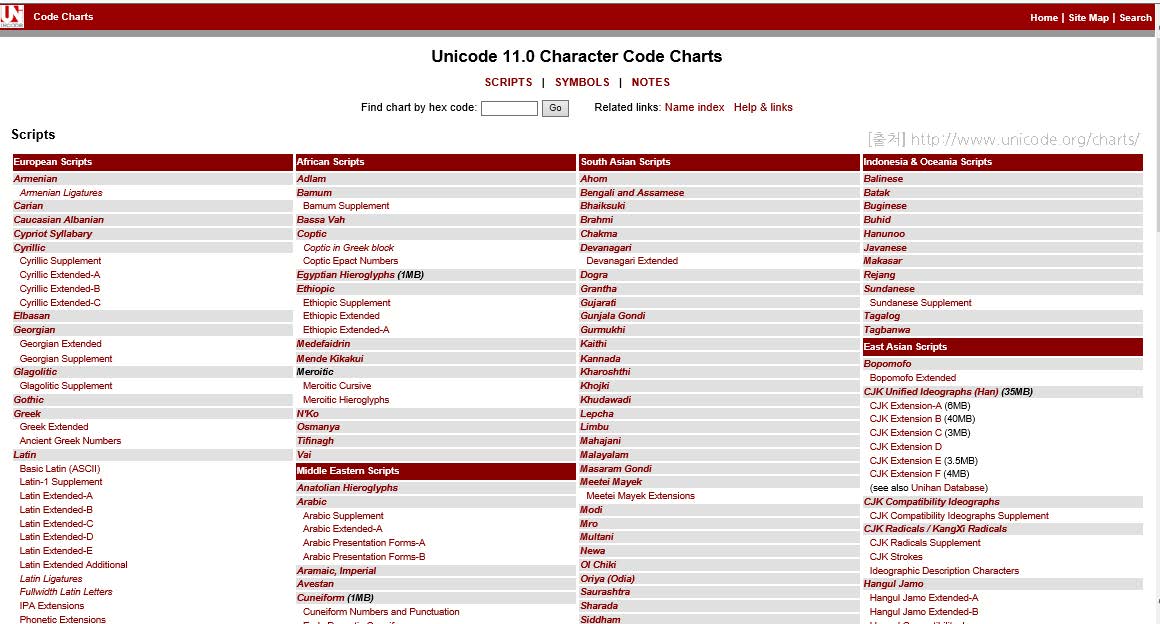 UNi
Code Charts
Home | Site Map | Search
Unicode 11.0 Character Code Charts
SCRIPTS | SYMBOLS | NOTES
Find chart by hex code: Go Related links: Name index Help & links
Scripts
[출처] http://www.unicode.org/charts/
European Scripts
Armenian
Armenian Ligatures
Carian
Caucasian Albanian
Cypriot Syllabary
Cyrillic
Cyrillic Supplement
Cyrillic Extended-A
Cyrillic Extended-B
Cyrillic Extended-C
Elbasan
Georgian
Georgian Extended
Georgian Supplement
Glagolitic
Glagolitic Supplement
Gothic
Greek
Greek Extended
Ancient Greek Numbers
Latin
Basic Latin (ASCII)
Latin-1 Supplement
Latin Extended-A
Latin Extended-B
Latin Extended-C
Latin Extended-D
Latin Extended-E
Latin Extended Additional
Latin Ligatures
Fullwidth Latin Letters
IPA Extensions
Phonetic Extensions
African Scripts
Adlam
Bamum
Bamum Supplement
Bassa Vah
Coptic
Coptic in Greek block
Coptic Epact Numbers
Egyptian Hieroglyphs (1MB)
Ethiopic
Ethiopic Supplement
Ethiopic Extended
Ethiopic Extended-A
Medefaidrin
Mende Kikakui
Meroitic
Meroitic Cursive
Meroitic Hieroglyphs
N'Ko
Osmanya
Tifinagh
Vai
Middle Eastern Scripts
Anatolian Hieroglyphs
Arabic
Arabic Supplement
Arabic Extended-A
Arabic Presentation Forms-A
Arabic Presentation Forms-B
Aramaic, Imperial
Avestan
Cuneiform (1MB)
Cuneiform Numbers and Punctuation
South Asian Scripts
Ahom
Bengali and Assamese
Bhaiksuki
Brahmi
Chakma
Devanagari
Devanagari Extended
Dogra
Grantha
Gujarati
Gunjala Gondi
Gurmukhi
Kaithi
Kannada
Kharoshthi
Khojki
Khudawadi
Lepcha
Limbu
Mahajani
Malayalam
Masaram Gondi
Meetei Mayek
Meetei Mayek Extensions
Modi
Mro
Multani
Newa
Ol Chiki
Oriya (Odia)
Saurashtra
Sharada
Siddham
Indonesia & Oceania Scripts
Balinese
Batak
Buginese
Buhid
Hanunoo
Javanese
Makasar
Rejang
Sundanese
Sundanese Supplement
Tagalog
Tagbanwa
East Asian Scripts
Bopomofo
Bopomofo Extended
CJK Unified Ideographs (Han) (35MB)
CJK Extension-A (6MB)
CJK Extension B (40MB)
CJK Extension C (3MB)
CJK Extension D
CJK Extension E (3.5MB)
CJK Extension F (4MB)
(see also Unihan Database)
CJK Compatibility Ideographs
CJK Compatibility Ideographs Supplement
CJK Radicals / KangXi Radicals
CJK Radicals Supplement
CJK Strokes
Ideographic Description Characters
Hangul Jamo
Hangul Jamo Extended-A
Hangul Jamo Extended-B